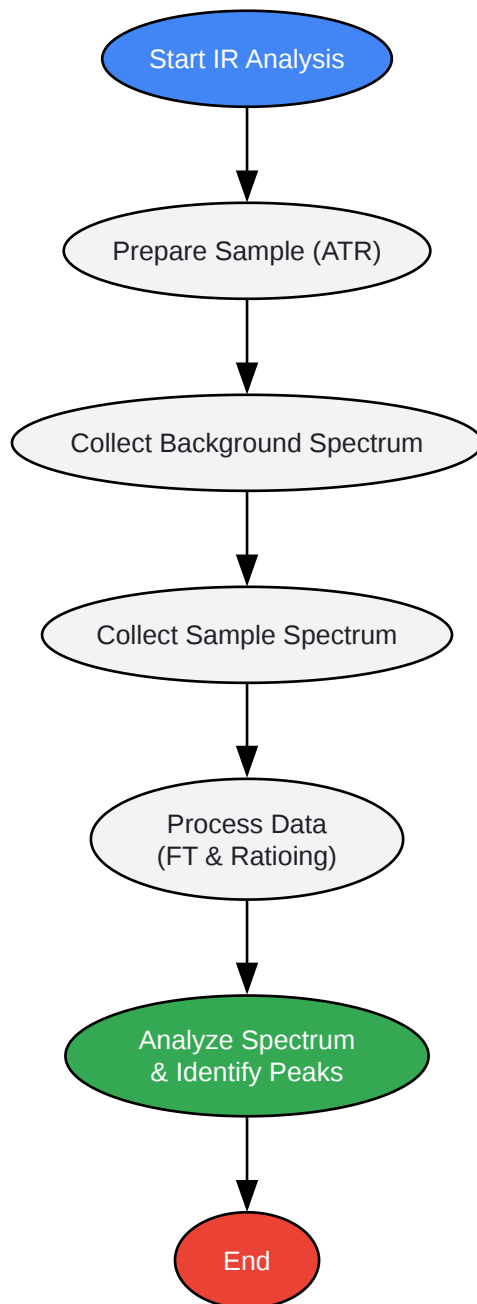 Start IR Analysis
Prepare Sample (ATR)
Collect Background Spectrum
Collect Sample Spectrum
Process Data
(FT & Ratioing)
Analyze Spectrum
& Identify Peaks
End